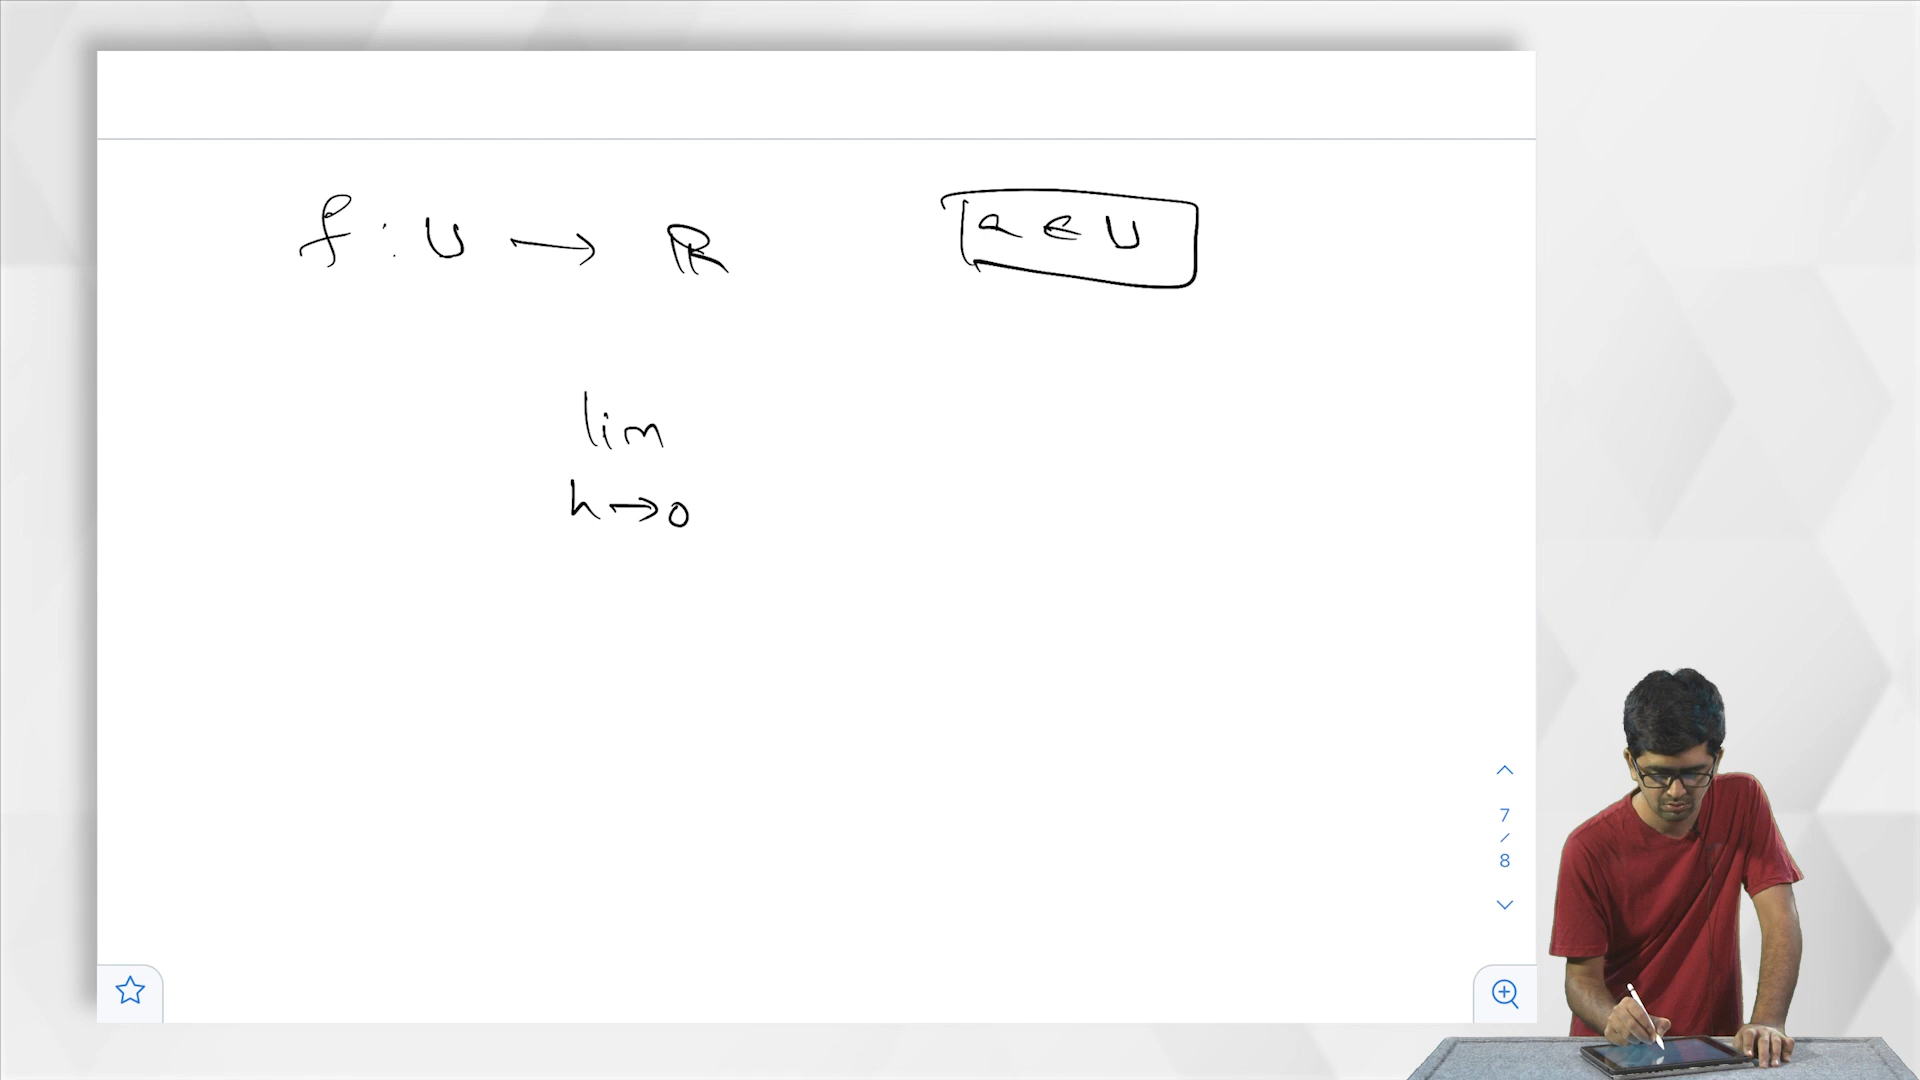 f : U → ℝ
a ∈ U
lim
h → 0
7
/
8